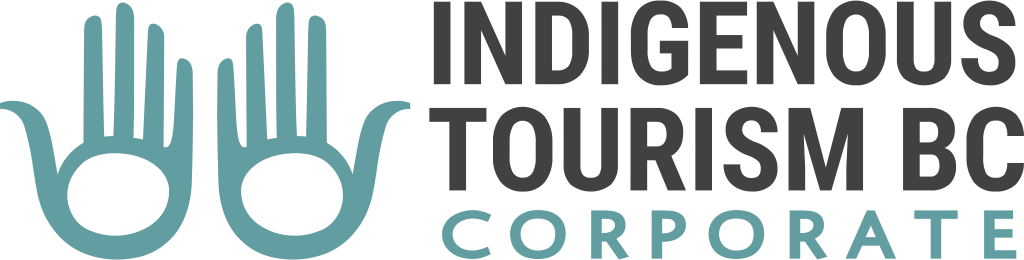 INDIGENOUS
TOURISM BC
CORPORATE